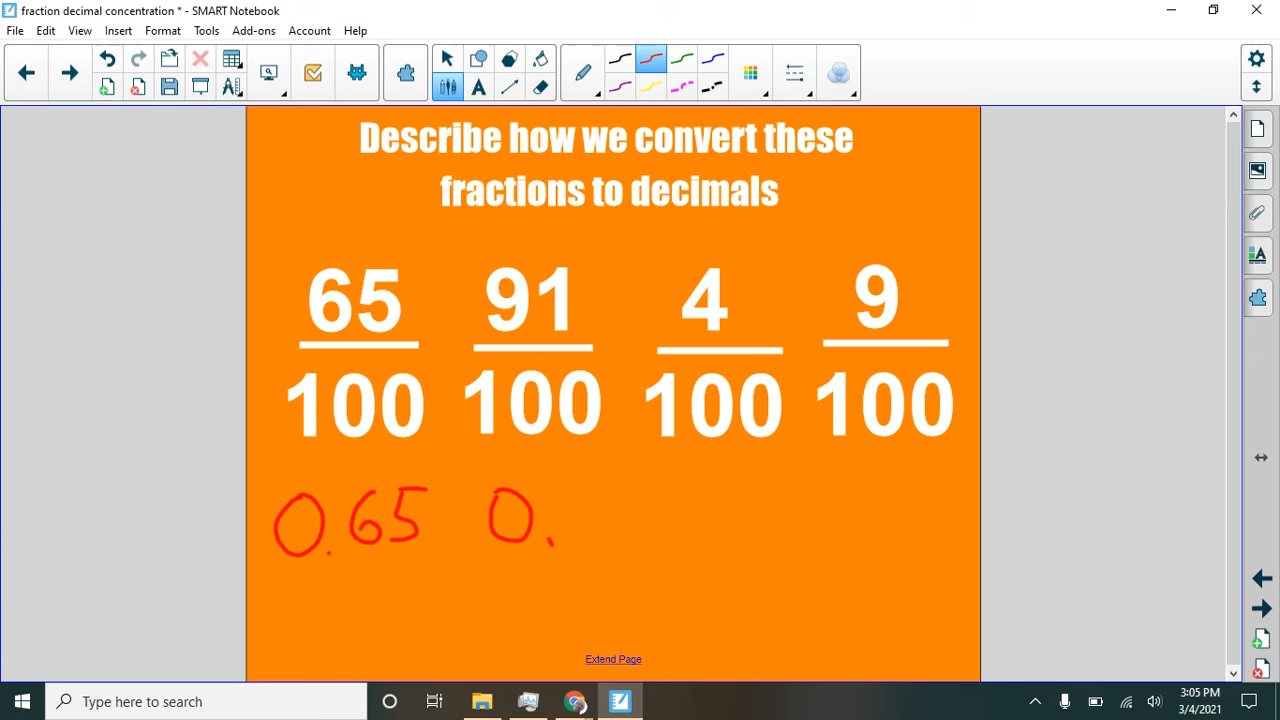 fraction decimal concentration * - SMART Notebook
File Edit View Insert Format Tools Add-ons Account Help
Describe how we convert these
fractions to decimals
65 91 4 9
100 100 100 100
0.65 0.
Extend Page
Type here to search
3:05 PM
3/4/2021